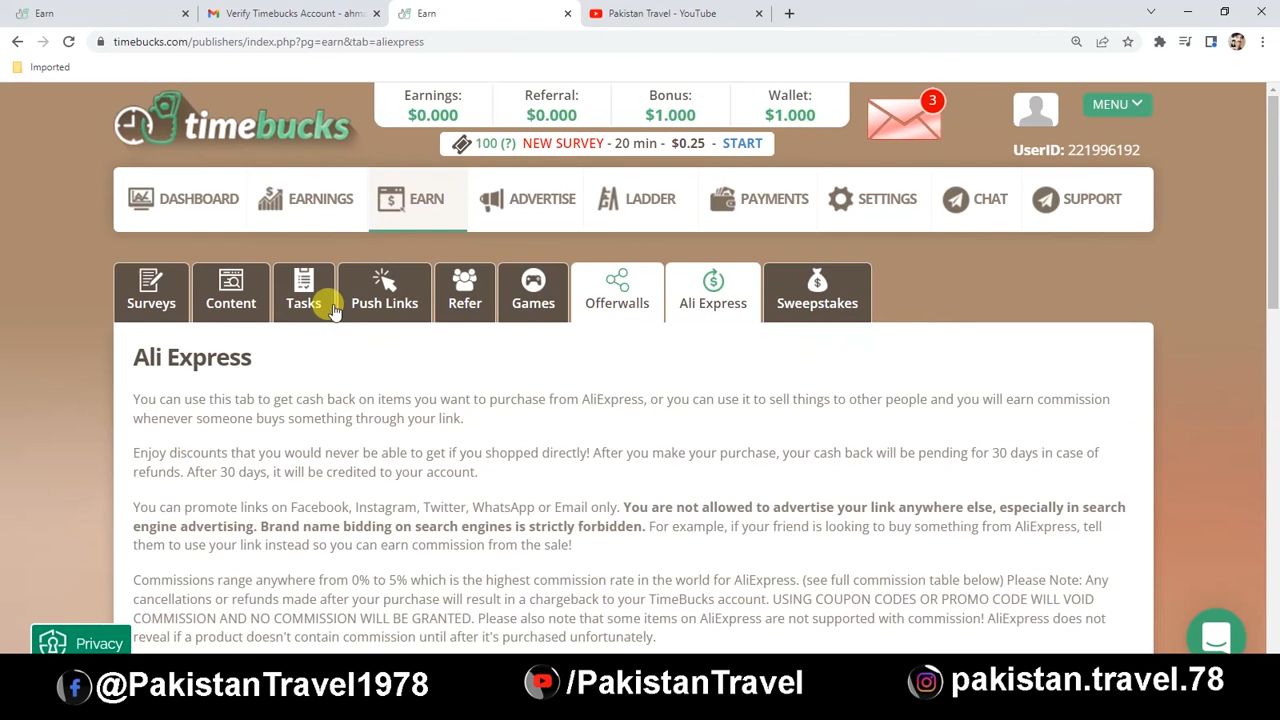 Earn
Verify Timebucks Account - ahma
Earn
Pakistan Travel - YouTube
timebucks.com/publishers/index.php?pg=earn&tab=aliexpress
Imported
timebucks
Earnings: Referral: Bonus: Wallet:
$0.000 $0.000 $1.000 $1.000
100 (?) NEW SURVEY - 20 min - $0.25 - START
3
MENU
UserID: 221996192
DASHBOARD EARNINGS EARN ADVERTISE LADDER PAYMENTS SETTINGS CHAT SUPPORT
Surveys Content Tasks Push Links Refer Games Offerwalls Ali Express Sweepstakes
Ali Express
You can use this tab to get cash back on items you want to purchase from AliExpress, or you can use it to sell things to other people and you will earn commission
whenever someone buys something through your link.
Enjoy discounts that you would never be able to get if you shopped directly! After you make your purchase, your cash back will be pending for 30 days in case of
refunds. After 30 days, it will be credited to your account.
You can promote links on Facebook, Instagram, Twitter, WhatsApp or Email only. You are not allowed to advertise your link anywhere else, especially in search
engine advertising. Brand name bidding on search engines is strictly forbidden. For example, if your friend is looking to buy something from AliExpress, tell
them to use your link instead so you can earn commission from the sale!
Commissions range anywhere from 0% to 5% which is the highest commission rate in the world for AliExpress. (see full commission table below) Please Note: Any
cancellations or refunds made after your purchase will result in a chargeback to your TimeBucks account. USING COUPON CODES OR PROMO CODE WILL VOID
COMMISSION AND NO COMMISSION WILL BE GRANTED. Please also note that some items on AliExpress are not supported with commission! AliExpress does not
reveal if a product doesn't contain commission until after it's purchased unfortunately.
Privacy
@PakistanTravel1978 /PakistanTravel pakistan.travel.78